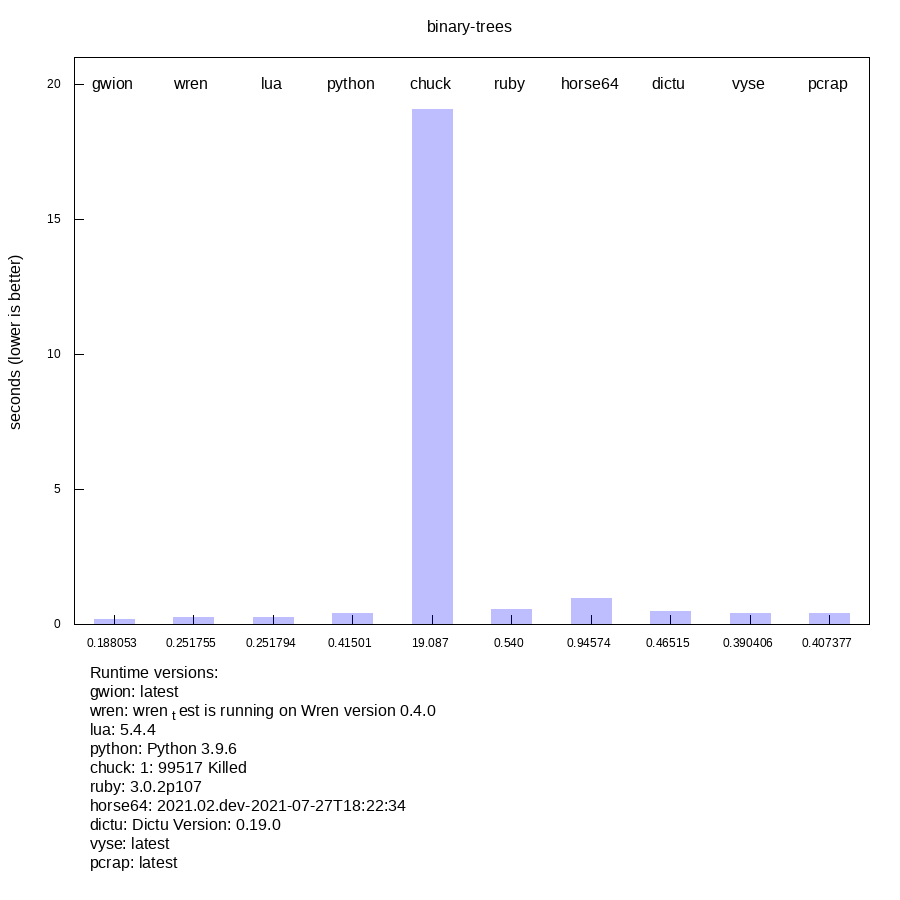 binary-trees
20
gwion wren lua python chuck ruby horse64 dictu vyse pcrap
15
seconds (lower is better)
10
5
0
0.188053 0.251755 0.251794 0.41501 19.087 0.540 0.94574 0.46515 0.390406 0.407377
Runtime versions:
gwion: latest
wren: wren t est is running on Wren version 0.4.0
lua: 5.4.4
python: Python 3.9.6
chuck: 1: 99517 Killed
ruby: 3.0.2p107
horse64: 2021.02.dev-2021-07-27T18:22:34
dictu: Dictu Version: 0.19.0
vyse: latest
pcrap: latest